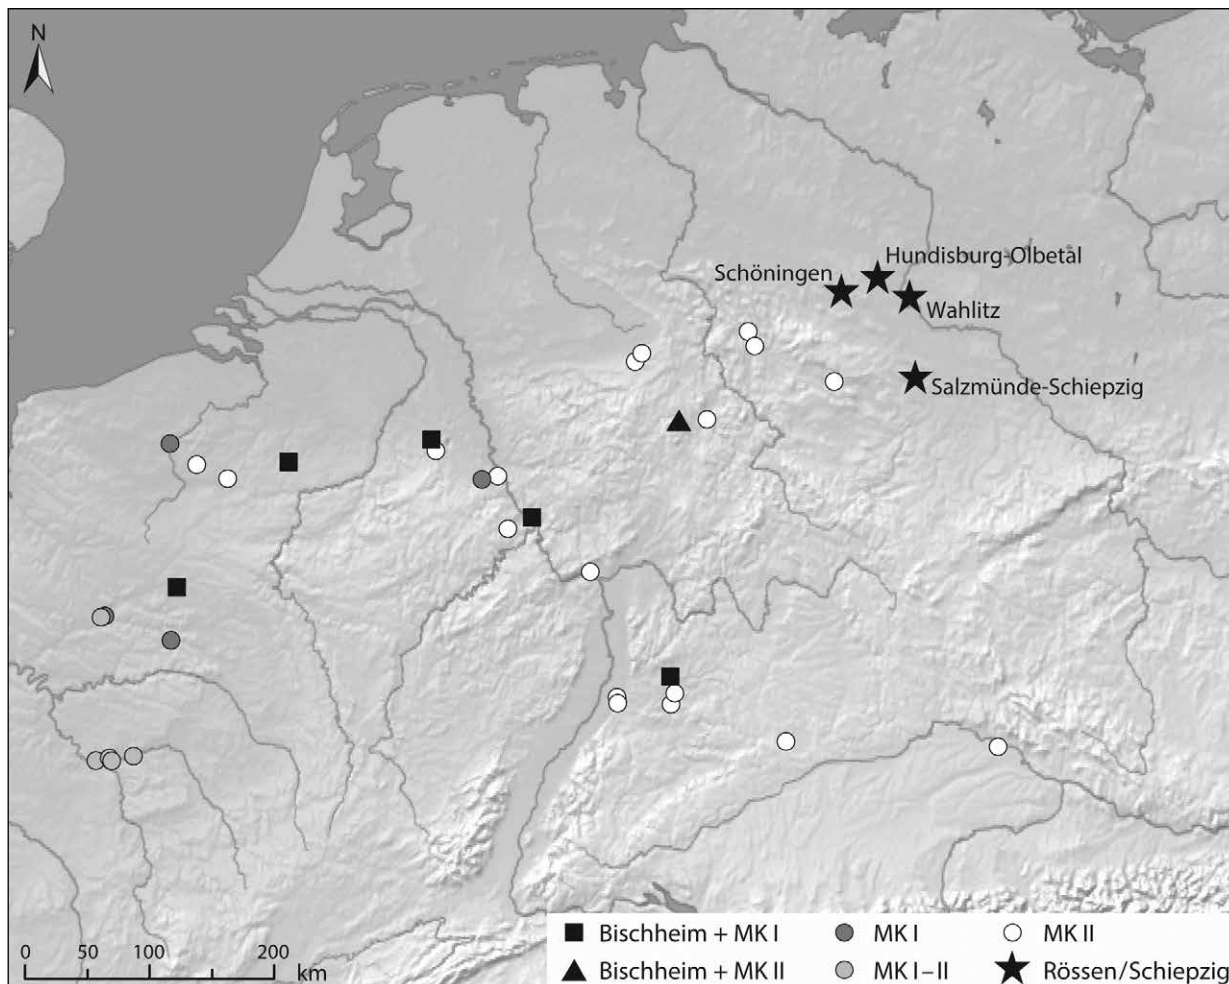 N
Hundisburg-Olbetal
Schöningen
Wahlitz
Salzmünde-Schiepzig
0 50 100 200
km
Bischheim + MK I MK I MK II
Bischheim + MK II MK I–II Rössen/Schiepzig